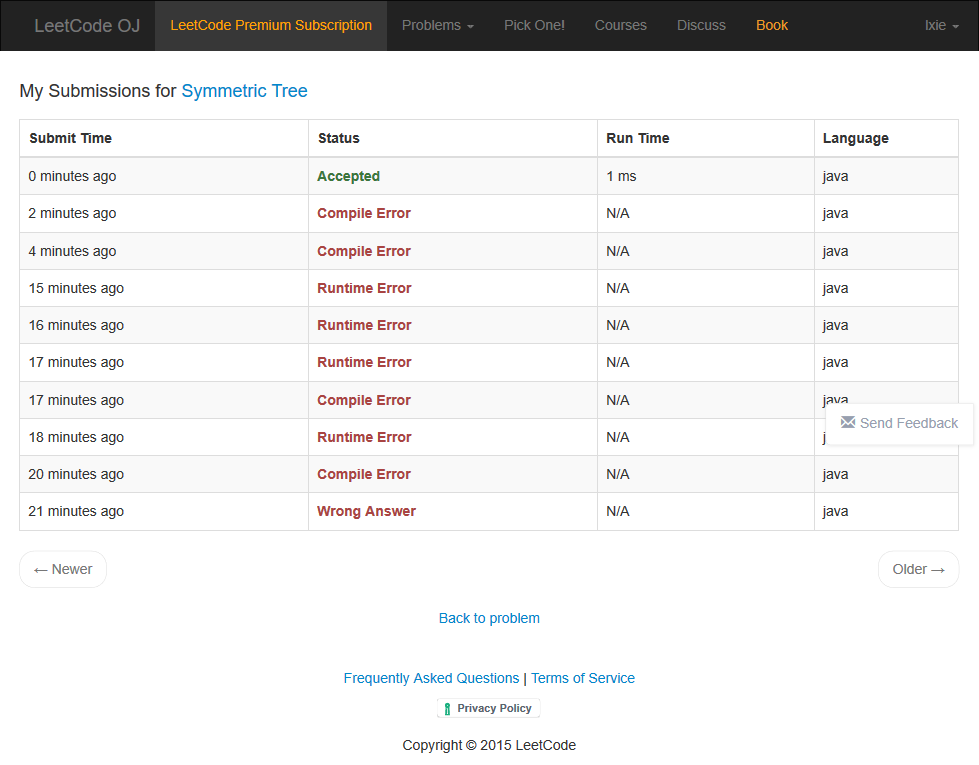 LeetCode OJ LeetCode Premium Subscription Problems Pick One! Courses Discuss Book lxie
My Submissions for Symmetric Tree
Submit Time Status Run Time Language
0 minutes ago Accepted 1 ms java
2 minutes ago Compile Error N/A java
4 minutes ago Compile Error N/A java
15 minutes ago Runtime Error N/A java
16 minutes ago Runtime Error N/A java
17 minutes ago Runtime Error N/A java
17 minutes ago Compile Error N/A java
Send Feedback
18 minutes ago Runtime Error N/A
20 minutes ago Compile Error N/A java
21 minutes ago Wrong Answer N/A java
← Newer Older →
Back to problem
Frequently Asked Questions | Terms of Service
Privacy Policy
Copyright © 2015 LeetCode